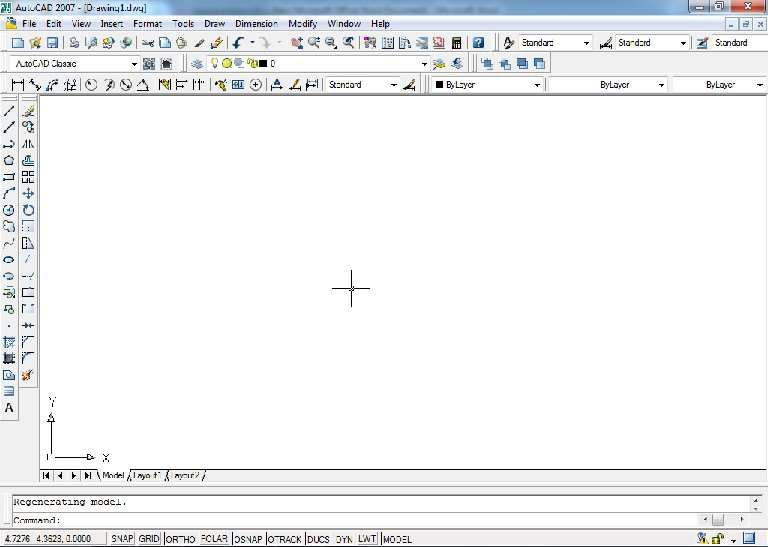 AutoCAD 2007 - [Drawing1.dwg]
File Edit View Insert Format Tools Draw Dimension Modify Window Help
Standard Standard Standard
AutoCAD Classic 0
Standard ByLayer ByLayer ByLayer
A
Y
X
Model Layout1 Layout2
Regenerating model.
Command:
4.7276, 4.3623, 0.0000 SNAP GRID ORTHO POLAR OSNAP OTRACK DUCS DYN LWT MODEL